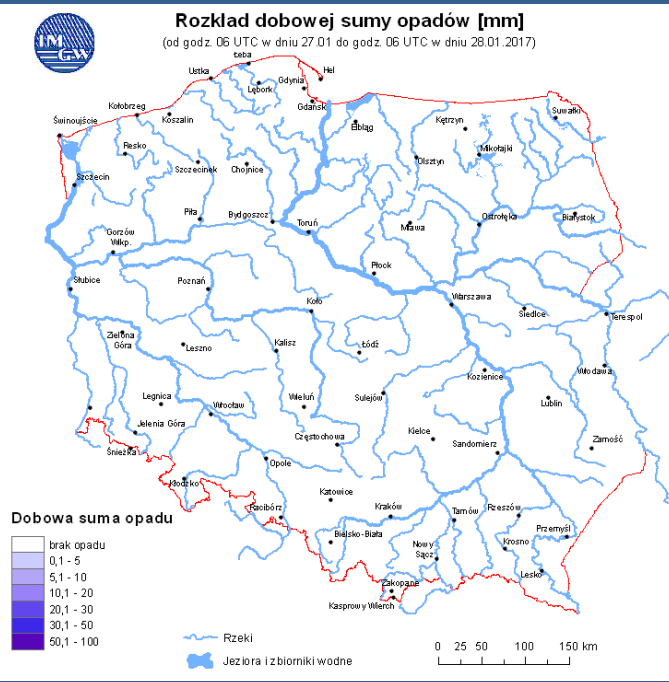 IMGW
Rozkład dobowej sumy opadów [mm]
(od godz. 06 UTC w dniu 27.01 do godz. 06 UTC w dniu 28.01.2017)
Łeba
Ustka
Hel
Gdynia
Lębork
Gdańsk
Kołobrzeg
Koszalin
Świnoujście
Elbląg
Kętrzyn
Suwałki
Resko
Szczecinek
Chojnice
Olsztyn
Mikołajki
Szczecin
Piła
Bydgoszcz
Toruń
Mława
Ostrołęka
Białystok
Gorzów
Wlkp.
Płock
Słubice
Poznań
Koło
Warszawa
Siedlce
Terespol
Zielona
Góra
Leszno
Kalisz
Łódź
Kozienice
Włodawa
Legnica
Wrocław
Wieluń
Sulejów
Lublin
Jelenia Góra
Częstochowa
Kielce
Sandomierz
Zamość
Śnieżka
Opole
Kłodzko
Katowice
Racibórz
Kraków
Tarnów
Rzeszów
Przemyśl
Bielsko-Biała
Nowy
Sącz
Krosno
Lesko
Zakopane
Kasprowy Wierch
Dobowa suma opadu
brak opadu
0,1 - 5
5,1 - 10
10,1 - 20
20,1 - 30
30,1 - 50
50,1 - 100
Rzeki
Jeziora i zbiorniki wodne
0 25 50 100 150 km